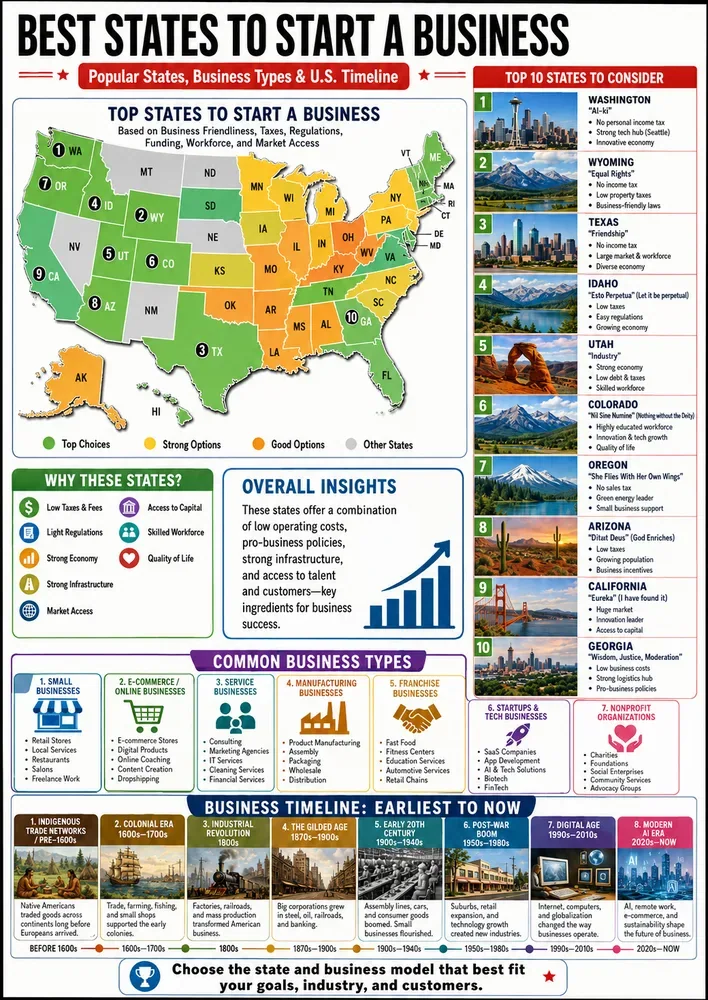 BEST STATES TO START A BUSINESS
Popular States, Business Types & U.S. Timeline
TOP STATES TO START A BUSINESS
Based on Business Friendliness, Taxes, Regulations,
Funding, Workforce, and Market Access
1 WA
7 OR
4 ID
2 WY
5 UT
6 CO
9 CA
8 AZ
3 TX
10 GA
MT
ND
SD
NE
NV
NM
KS
OK
MN
WI
MI
IA
IL
IN
OH
MO
KY
WV
VA
TN
NC
SC
AR
MS
AL
LA
FL
NY
PA
VT
ME
MA
RI
CT
DE
MD
AK
HI
Top Choices
Strong Options
Good Options
Other States
WHY THESE STATES?
Low Taxes & Fees
Light Regulations
Strong Economy
Strong Infrastructure
Market Access
Access to Capital
Skilled Workforce
Quality of Life
OVERALL INSIGHTS
These states offer a combination
of low operating costs,
pro-business policies,
strong infrastructure,
and access to talent
and customers—key
ingredients for business
success.
TOP 10 STATES TO CONSIDER
1
WASHINGTON
"Al-ki"
• No personal income tax
• Strong tech hub (Seattle)
• Innovative economy
2
WYOMING
"Equal Rights"
• No income tax
• Low property taxes
• Business-friendly laws
3
TEXAS
"Friendship"
• No income tax
• Large market & workforce
• Diverse economy
4
IDAHO
"Esto Perpetua" (Let it be perpetual)
• Low taxes
• Easy regulations
• Growing economy
5
UTAH
"Industry"
• Strong economy
• Low debt & taxes
• Skilled workforce
6
COLORADO
"Nil Sine Numine" (Nothing without the Deity)
• Highly educated workforce
• Innovation & tech growth
• Quality of life
7
OREGON
"She Flies With Her Own Wings"
• No sales tax
• Green energy leader
• Small business support
8
ARIZONA
"Ditat Deus" (God Enriches)
• Low taxes
• Growing population
• Business incentives
9
CALIFORNIA
"Eureka" (I have found it)
• Huge market
• Innovation leader
• Access to capital
10
GEORGIA
"Wisdom, Justice, Moderation"
• Low business costs
• Strong logistics hub
• Pro-business policies
COMMON BUSINESS TYPES
1. SMALL
BUSINESSES
• Retail Stores
• Local Services
• Restaurants
• Salons
• Freelance Work
2. E-COMMERCE /
ONLINE BUSINESSES
• E-commerce Stores
• Digital Products
• Online Coaching
• Content Creation
• Dropshipping
3. SERVICE
BUSINESSES
• Consulting
• Marketing Agencies
• IT Services
• Cleaning Services
• Financial Services
4. MANUFACTURING
BUSINESSES
• Product Manufacturing
• Assembly
• Packaging
• Wholesale
• Distribution
5. FRANCHISE
BUSINESSES
• Fast Food
• Fitness Centers
• Education Services
• Automotive Services
• Retail Chains
6. STARTUPS &
TECH BUSINESSES
• SaaS Companies
• App Development
• AI & Tech Solutions
• Biotech
• FinTech
7. NONPROFIT
ORGANIZATIONS
• Charities
• Foundations
• Social Enterprises
• Community Services
• Advocacy Groups
BUSINESS TIMELINE: EARLIEST TO NOW
1. INDIGENOUS
TRADE NETWORKS
/ PRE-1600s
Native Americans
traded goods across
continents long before
Europeans arrived.
2. COLONIAL ERA
1600s–1700s
Trade, farming, fishing,
and small shops
supported the early
colonies.
3. INDUSTRIAL
REVOLUTION
1800s
Factories, railroads,
and mass production
transformed American
business.
4. THE GILDED AGE
1870s–1900s
Big corporations grew
in steel, oil, railroads,
and banking.
5. EARLY 20TH
CENTURY
1900s–1940s
Assembly lines, cars,
and consumer goods
boomed. Small
businesses flourished.
6. POST-WAR
BOOM
1950s–1980s
Suburbs, retail
expansion, and
technology growth
created new industries.
7. DIGITAL AGE
1990s–2010s
Internet, computers,
and globalization
changed the way
businesses operate.
8. MODERN
AI ERA
2020s–NOW
AI
AI
AI, remote work,
e-commerce, and
sustainability shape
the future of business.
BEFORE 1600s
1600s–1700s
1800s
1870s–1900s
1900s–1940s
1950s–1980s
1990s–2010s
2020s–NOW
Choose the state and business model that best fit
your goals, industry, and customers.